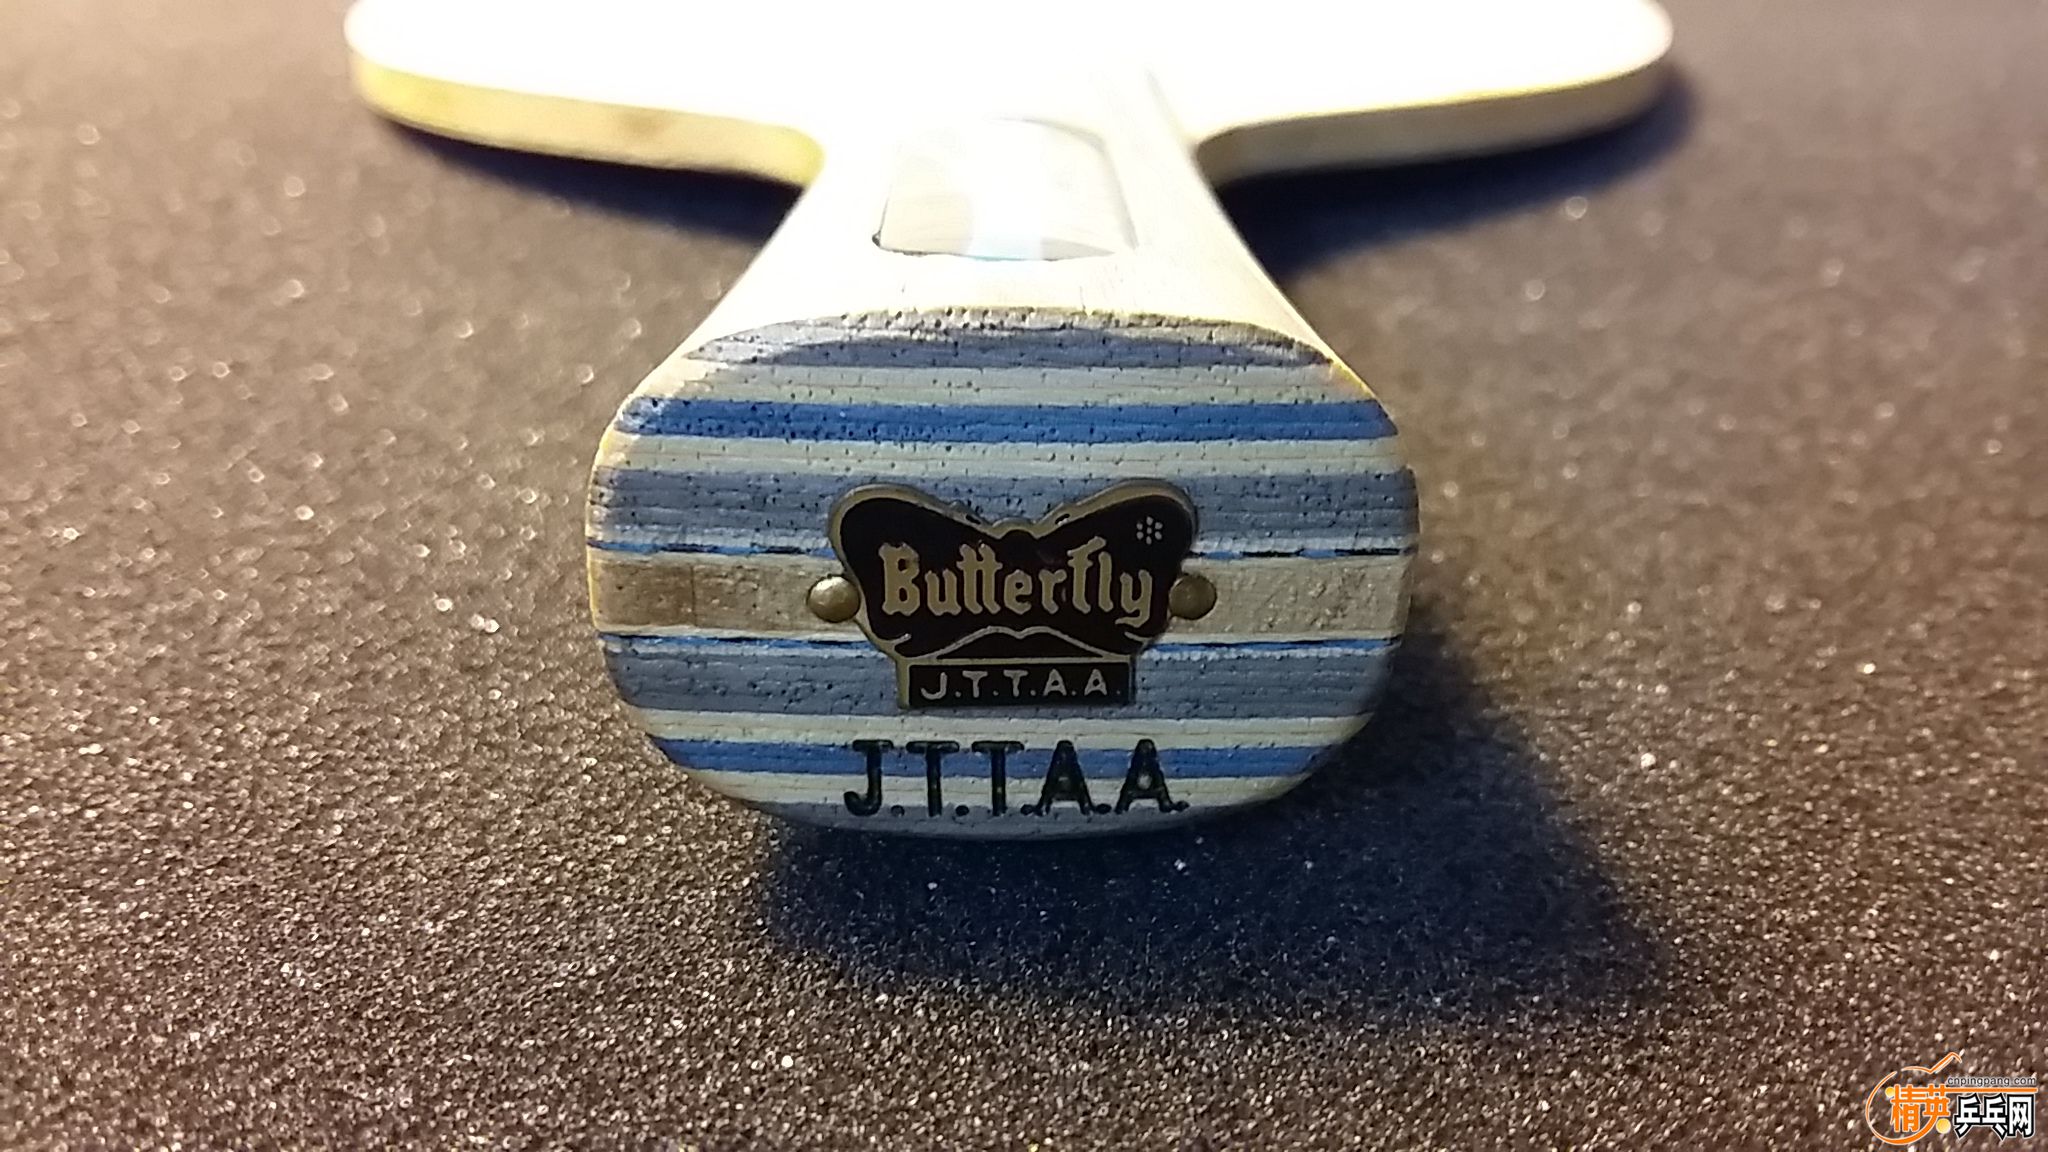 Butterfly
J.T.T.A.A.
J.T.T.A.A.
cnpingpang.com
精英乒乓网